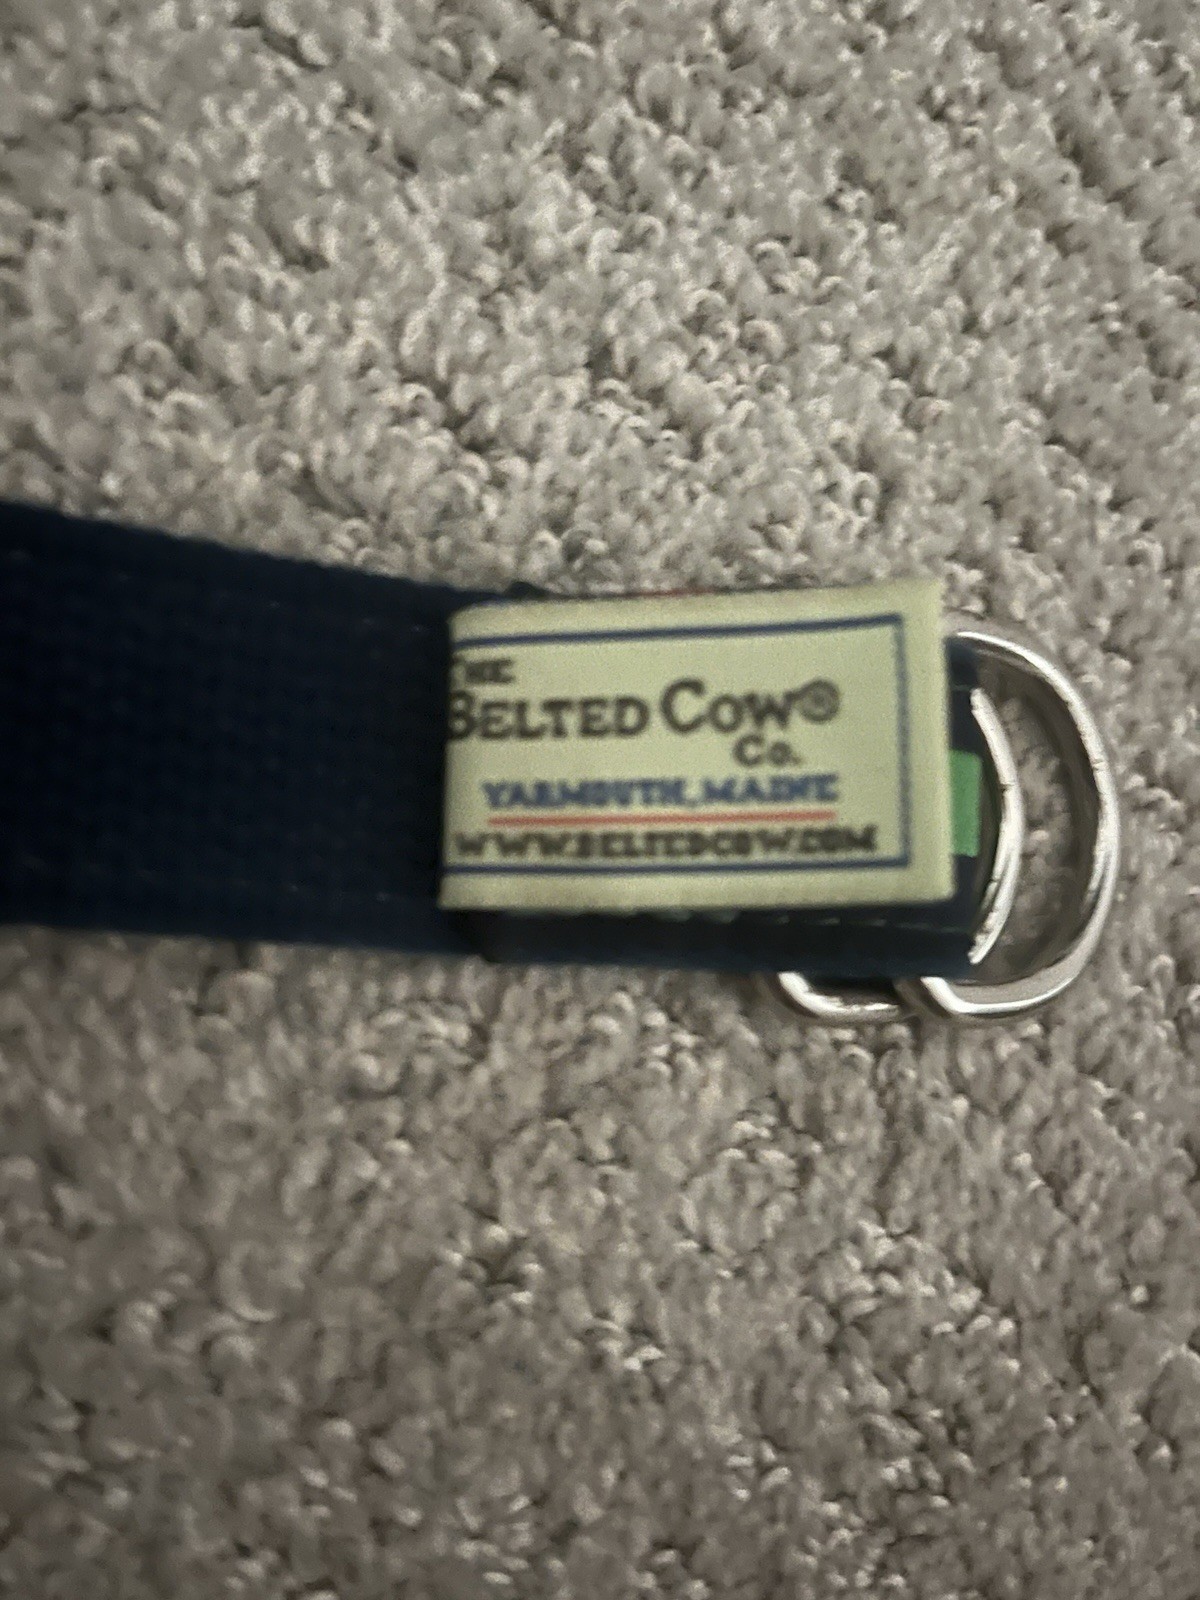 THE
BELTED COW®
Co.
YARMOUTH, MAINE
WWW.BELTEDCOW.COM